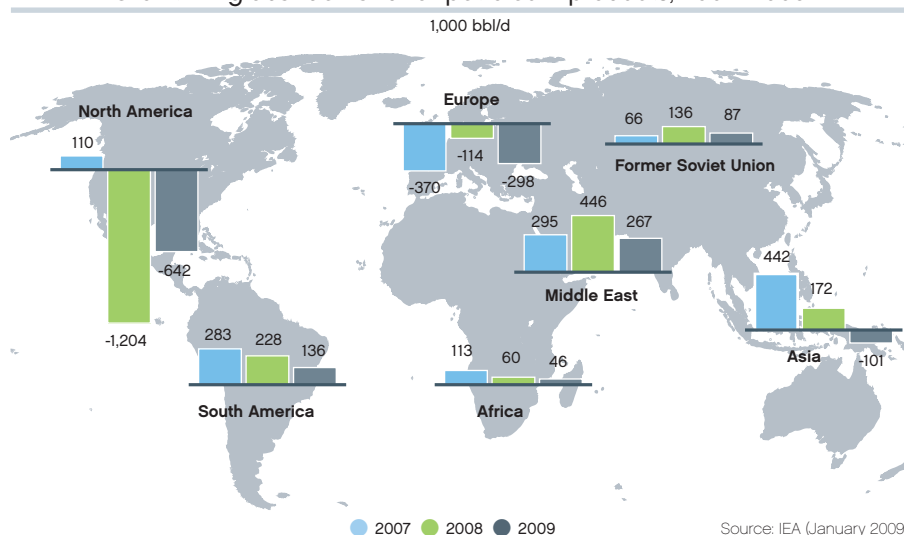 1,000 bbl/d
North America
110
-1,204
-642
Europe
-370
-114
-298
66
136
87
Former Soviet Union
295
446
267
Middle East
442
172
-101
Asia
283
228
136
South America
113
60
46
Africa
2007
2008
2009
Source: IEA (January 2009